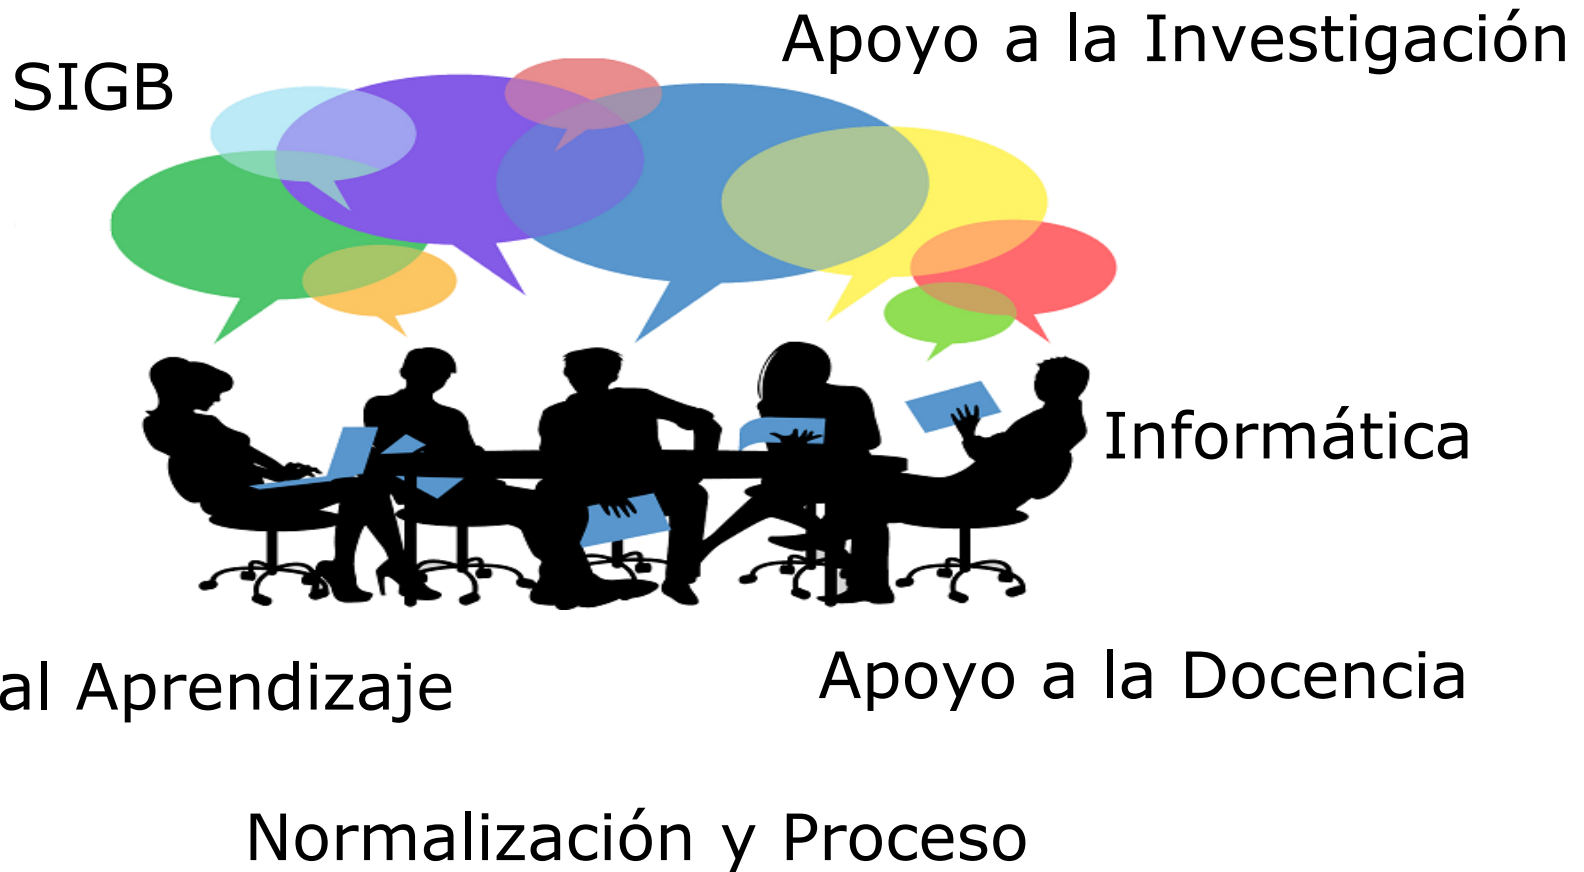 Apoyo a la Investigación
SIGB
Informática
al Aprendizaje
Apoyo a la Docencia
Normalización y Proceso